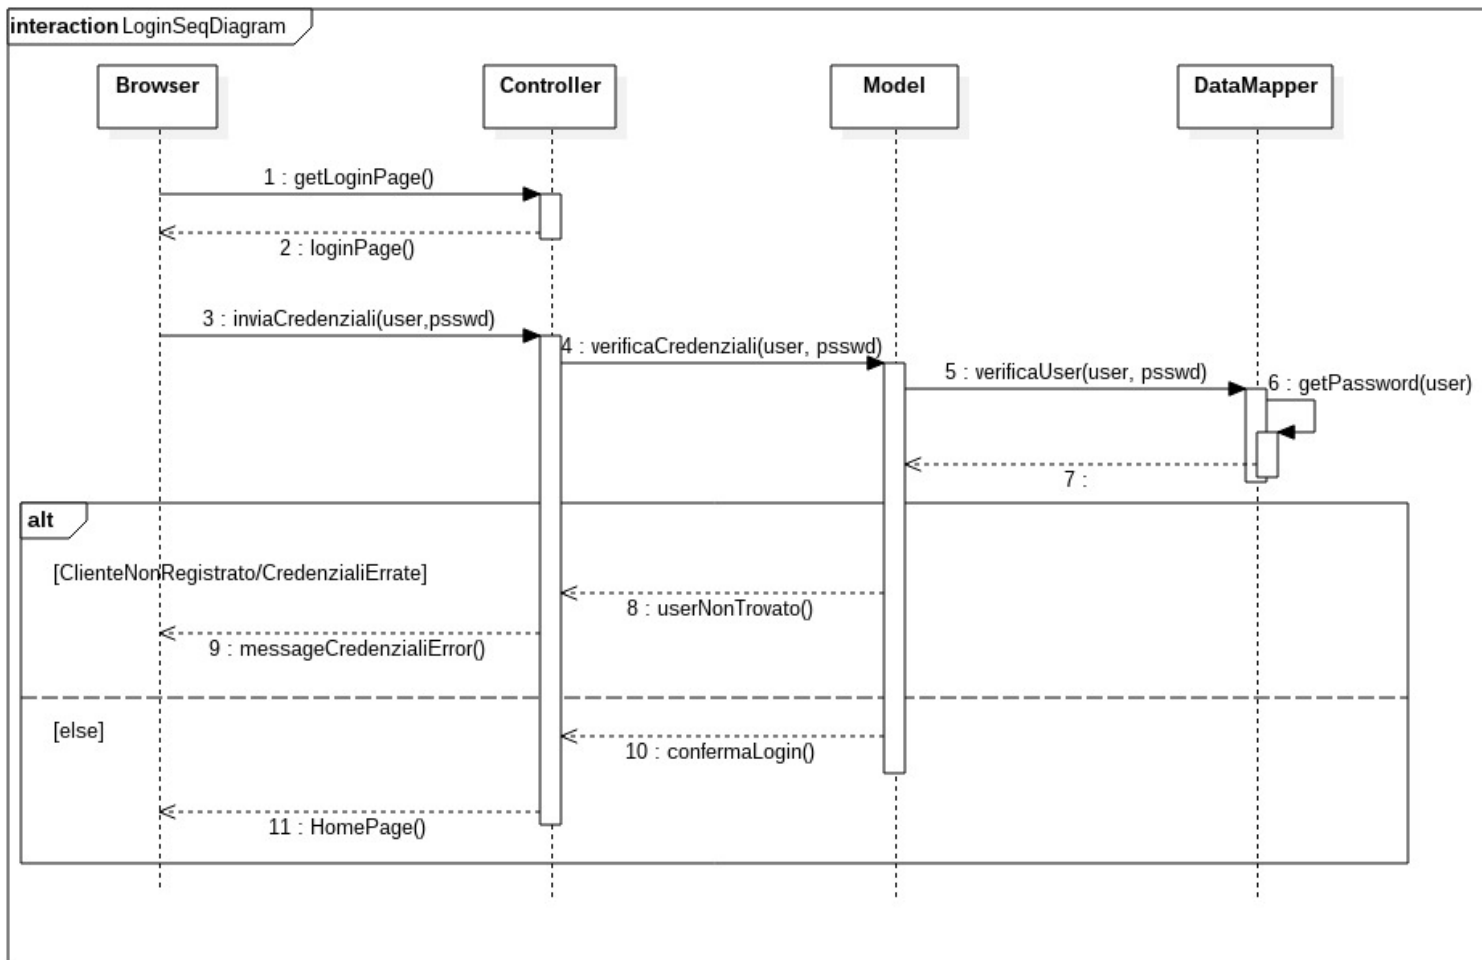 interaction LoginSeqDiagram
Browser
Controller
Model
DataMapper
1 : getLoginPage()
2 : loginPage()
3 : inviaCredenziali(user,psswd)
4 : verificaCredenziali(user, psswd)
5 : verificaUser(user, psswd)
6 : getPassword(user)
7 :
alt
[ClienteNonRegistrato/CredenzialiErrate]
8 : userNonTrovato()
9 : messageCredenzialiError()
[else]
10 : confermaLogin()
11 : HomePage()